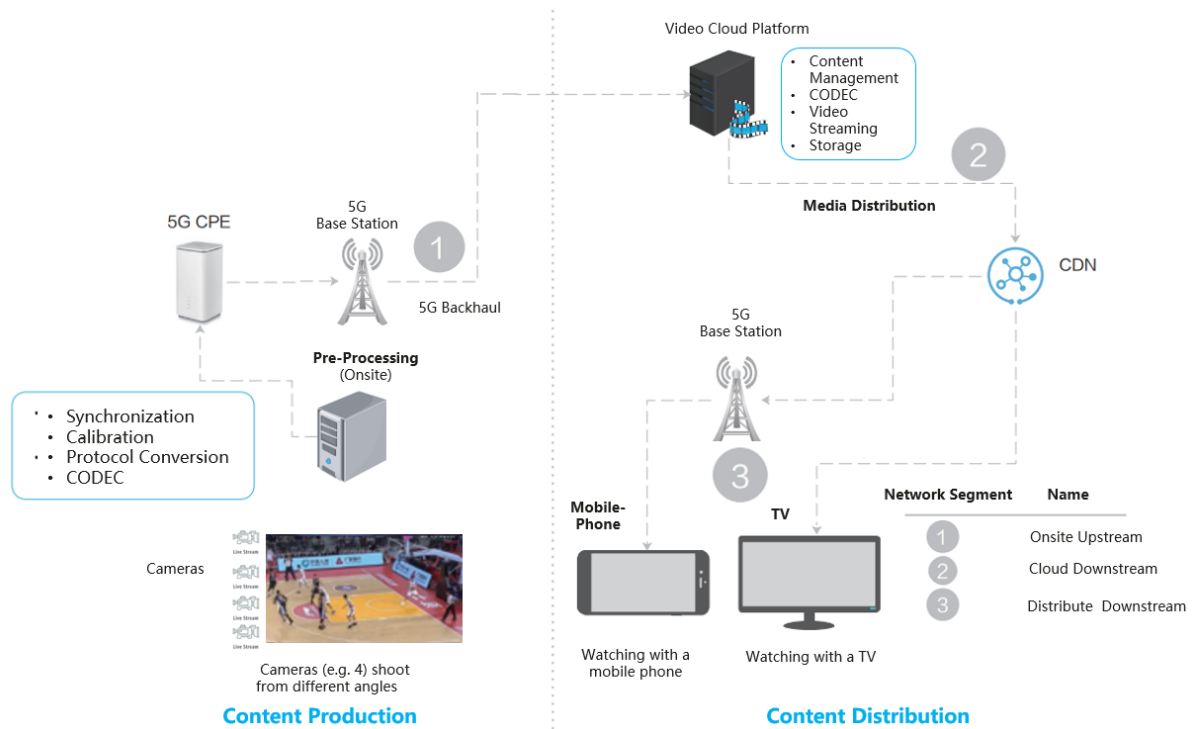 Video Cloud Platform
• Content
Management
• CODEC
• Video
Streaming
• Storage
2
Media Distribution
5G CPE
5G
Base Station
1
5G Backhaul
CDN
5G
Base Station
Pre-Processing
(Onsite)
• • Synchronization
• Calibration
• • Protocol Conversion
• CODEC
3
Mobile-
Phone
TV
Network Segment Name
1 Onsite Upstream
2 Cloud Downstream
3 Distribute Downstream
Cameras
Live Stream
Live Stream
Live Stream
Live Stream
Cameras (e.g. 4) shoot
from different angles
Watching with a
mobile phone
Watching with a TV
Content Production
Content Distribution